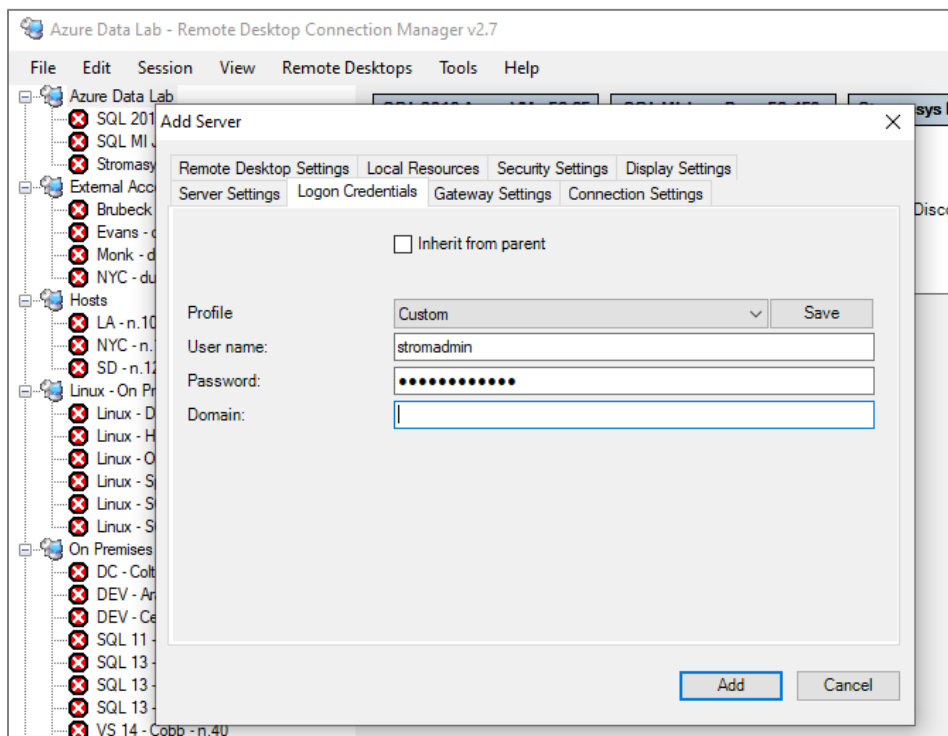 Azure Data Lab - Remote Desktop Connection Manager v2.7
File Edit Session View Remote Desktops Tools Help
Azure Data Lab
SQL 201
SQL MI
Stromasy
External Acc
Brubeck
Evans -
Monk - d
NYC - du
Hosts
LA - n.10
NYC - n.
SD - n.12
Linux - On Pr
Linux - D
Linux - H
Linux - O
Linux - S
Linux - S
Linux - S
On Premises
DC - Colt
DEV - Ar
DEV - Ce
SQL 11 -
SQL 13 -
SQL 13 -
SQL 13 -
VS 14 - Cobb - n.40
sys
Disc
Add Server
Remote Desktop Settings Local Resources Security Settings Display Settings
Server Settings Logon Credentials Gateway Settings Connection Settings
Inherit from parent
Profile Custom Save
User name: stromadmin
Password: ●●●●●●●●●●●●
Domain:
Add Cancel